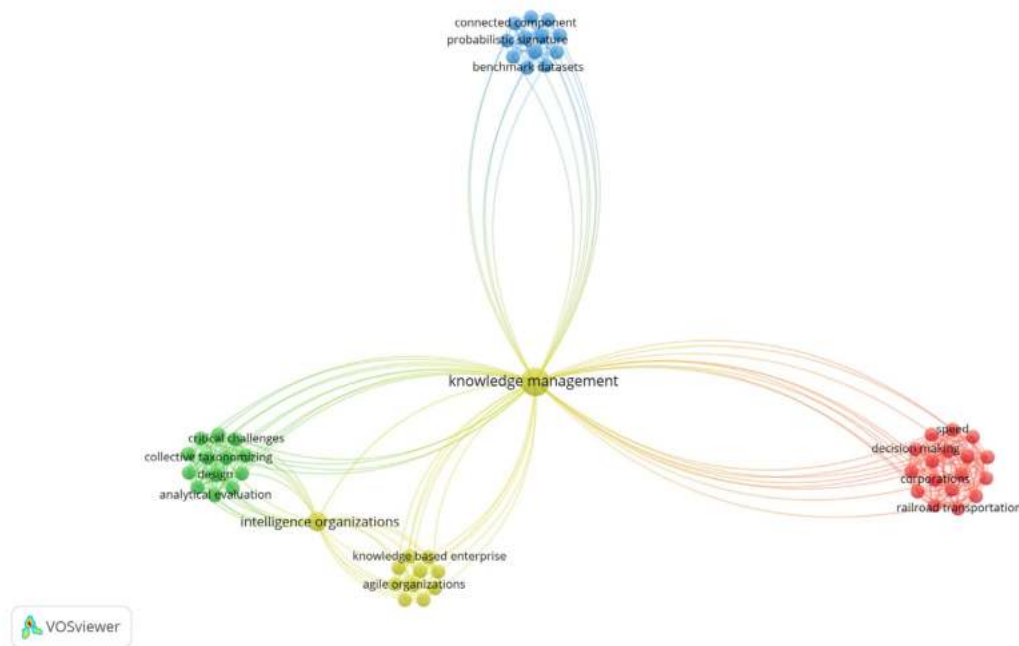 connected component
probabilistic signature
benchmark datasets
knowledge management
critical challenges
collective taxonomizing
design
analytical evaluation
intelligence organizations
knowledge based enterprise
agile organizations
speed
decision making
corporations
railroad transportation
VOSviewer